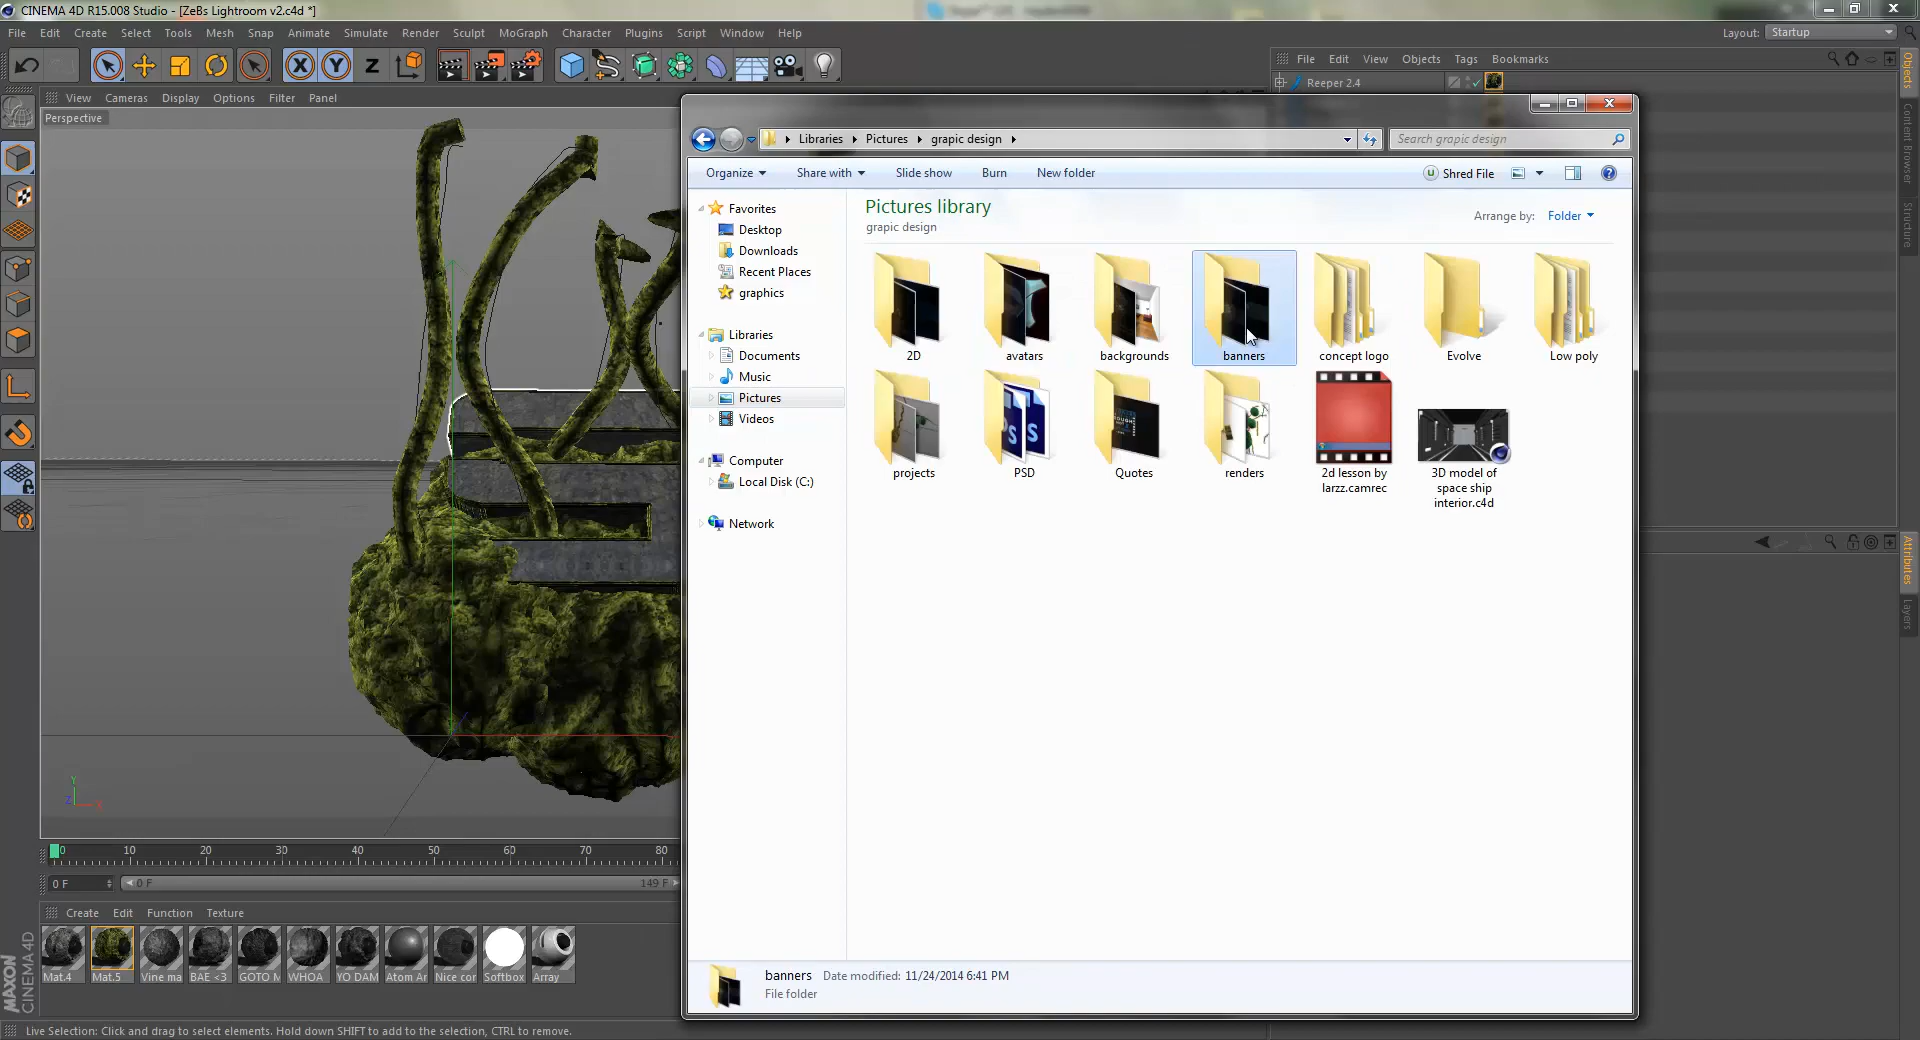 CINEMA 4D R15.008 Studio - [ZeBs Lightroom v2.c4d *]
File Edit Create Select Tools Mesh Snap Animate Simulate Render Sculpt MoGraph Character Plugins Script Window Help
Layout: Startup
X Y Z
File Edit View Objects Tags Bookmarks
Reeper 2.4
View Cameras Display Options Filter Panel
Perspective
Libraries Pictures grapic design
Search grapic design
Organize Share with Slide show Burn New folder
Shred File
Favorites
Desktop
Downloads
Recent Places
graphics
Libraries
Documents
Music
Pictures
Videos
Computer
Local Disk (C:)
Network
Pictures library
grapic design
Arrange by: Folder
2D
avatars
backgrounds
banners
concept logo
Evolve
Low poly
projects
PSD
Quotes
renders
2d lesson by
larzz.camrec
3D model of
space ship
interior.c4d
banners Date modified: 11/24/2014 6:41 PM
File folder
Objects
Content Browser
Structure
Attributes
Layers
Y
Z X
0 10 20 30 40 50 60 70 80
0 F
0 F
149 F
Create Edit Function Texture
Mat.4 Mat.5 Vine ma BAE <3 GOTO M WHOA YO DAM Atom Ar Nice cor Softbox Array
MAXON
CINEMA 4D
Live Selection: Click and drag to select elements. Hold down SHIFT to add to the selection, CTRL to remove.